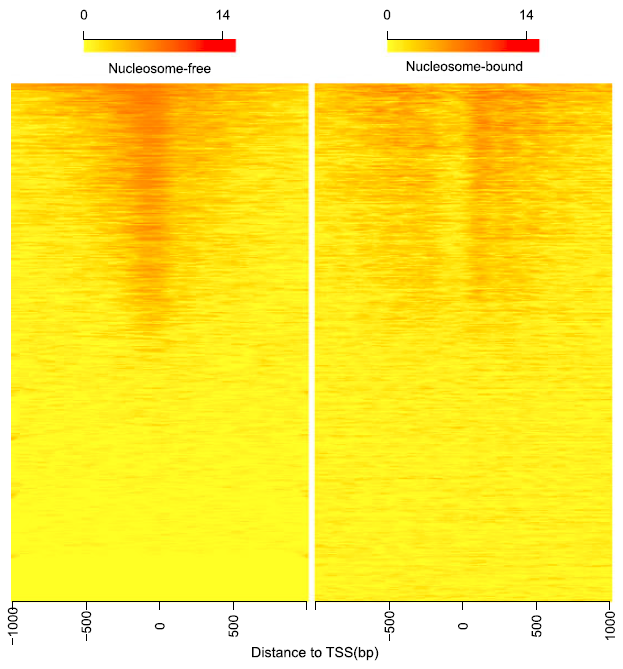 0 14 0 14
Nucleosome-free Nucleosome-bound
−1000 −500 0 500 −500 0 500 1000
Distance to TSS(bp)